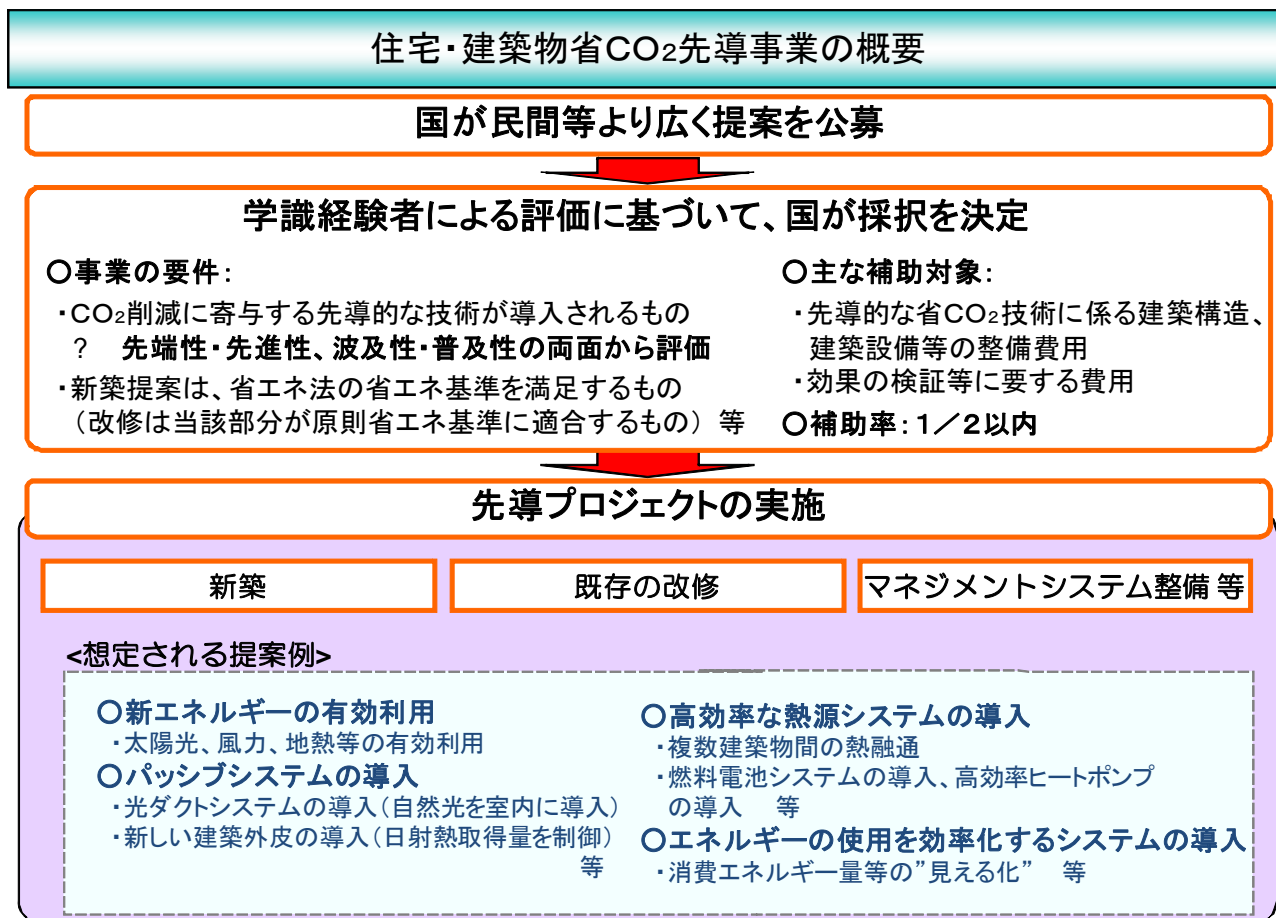 住宅・建築物省CO2先導事業の概要
国が民間等より広く提案を公募
学識経験者による評価に基づいて、国が採択を決定
○事業の要件：
・CO2削減に寄与する先導的な技術が導入されるもの
?　先端性・先進性、波及性・普及性の両面から評価
・新築提案は、省エネ法の省エネ基準を満足するもの
（改修は当該部分が原則省エネ基準に適合するもの）等
○主な補助対象：
・先導的な省CO2技術に係る建築構造、
建築設備等の整備費用
・効果の検証等に要する費用
○補助率：1／2以内
先導プロジェクトの実施
新築
既存の改修
マネジメントシステム整備 等
<想定される提案例>
○新エネルギーの有効利用
・太陽光、風力、地熱等の有効利用
○パッシブシステムの導入
・光ダクトシステムの導入（自然光を室内に導入）
・新しい建築外皮の導入（日射熱取得量を制御）
等
○高効率な熱源システムの導入
・複数建築物間の熱融通
・燃料電池システムの導入、高効率ヒートポンプ
の導入　等
○エネルギーの使用を効率化するシステムの導入
・消費エネルギー量等の”見える化”　等